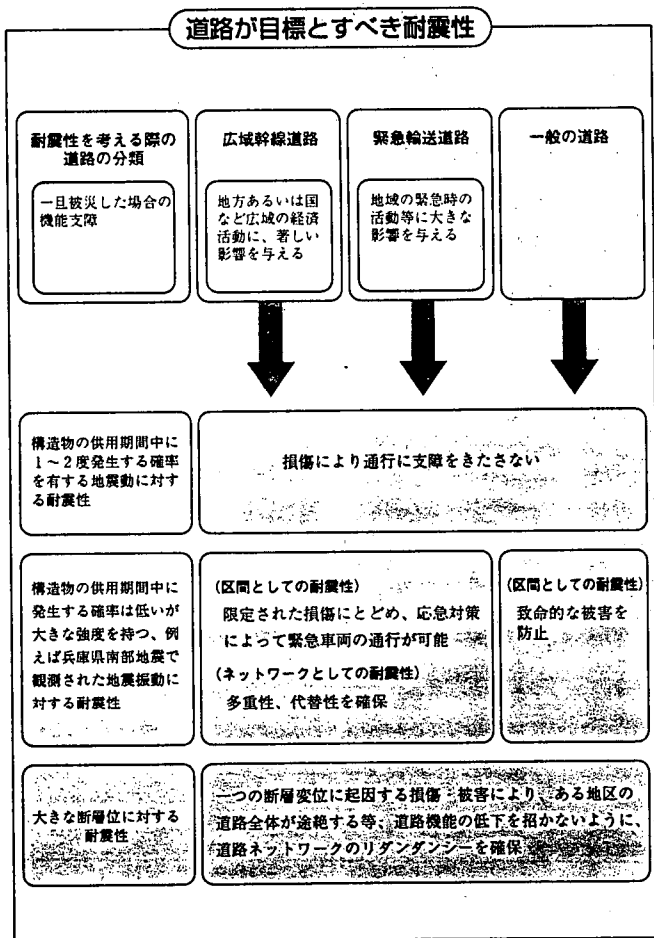 道路が目標とすべき耐震性
耐震性を考える際の
道路の分類
一旦被災した場合の
機能支障
広域幹線道路
地方あるいは国
など広域の経済
活動に、著しい
影響を与える
緊急輸送道路
地域の緊急時の
活動等に大きな
影響を与える
一般の道路
構造物の供用期間中に
1〜2度発生する確率
を有する地震動に対す
る耐震性
損傷により通行に支障をきたさない
構造物の供用期間中に
発生する確率は低いが
大きな強度を持つ、例
えば兵庫県南部地震で
観測された地震振動に
対する耐震性
(区間としての耐震性)
限定された損傷にとどめ、応急対策
によって緊急車両の通行が可能
(ネットワークとしての耐震性)
多重性、代替性を確保
(区間としての耐震性)
致命的な被害を
防止
大きな断層位に対する
耐震性
一つの断層変位に起因する損傷・被害により、ある地区の
道路全体が途絶する等、道路機能の低下を招かないように、
道路ネットワークのリダンダンシーを確保